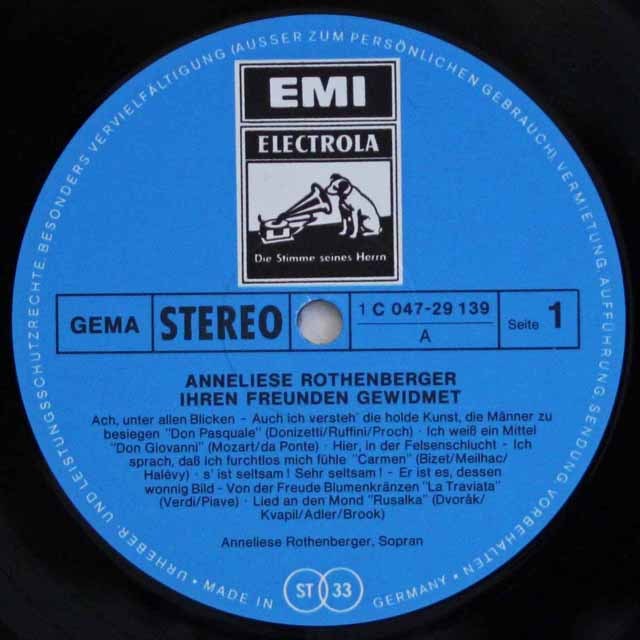 URHEBER- UND LEISTUNGSSCHUTZRECHTE, BESONDERS VERVIELFÄLTIGUNG (AUSSER ZUM PERSÖNLICHEN GEBRAUCH), VERMIETUNG, AUFFÜHRUNG, SENDUNG, VORBEHALTEN •
EMI
ELECTROLA
Die Stimme seines Herrn
GEMA STEREO 1 C 047-29 139 Seite 1
A
ANNELIESE ROTHENBERGER
IHREN FREUNDEN GEWIDMET
Ach, unter allen Blicken - Auch ich versteh' die holde Kunst, die Männer zu
besiegen "Don Pasquale" (Donizetti/Ruffini/Proch) · Ich weiß ein Mittel
"Don Giovanni" (Mozart/da Ponte) · Hier, in der Felsenschlucht - Ich
sprach, daß ich furchtlos mich fühle "Carmen" (Bizet/Meilhac/
Halévy) · s' ist seltsam! Sehr seltsam! - Er ist es, dessen
wonnig Bild - Von der Freude Blumenkränzen "La Traviata"
(Verdi/Piave) · Lied an den Mond "Rusalka" (Dvořák/
Kvapil/Adler/Brook)
Anneliese Rothenberger, Sopran
• MADE IN ST 33 GERMANY •